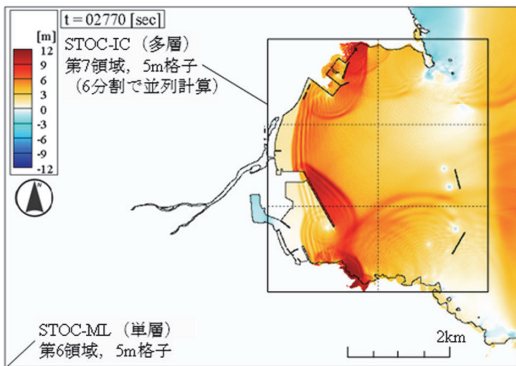 t = 02770 [sec]
[m]
12
9
6
3
0
-3
-6
-9
-12
STOC-IC（多層）
第7領域，5m格子
（6分割で並列計算）
N
STOC-ML（単層）
第6領域，5m格子
2km